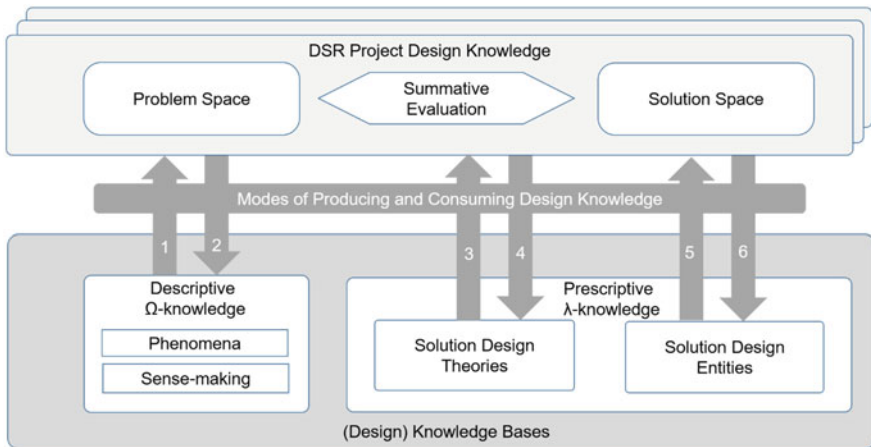 DSR Project Design Knowledge
Problem Space
Summative
Evaluation
Solution Space
Modes of Producing and Consuming Design Knowledge
1
2
3
4
5
6
Descriptive
Ω-knowledge
Phenomena
Sense-making
Prescriptive
λ-knowledge
Solution Design
Theories
Solution Design
Entities
(Design) Knowledge Bases